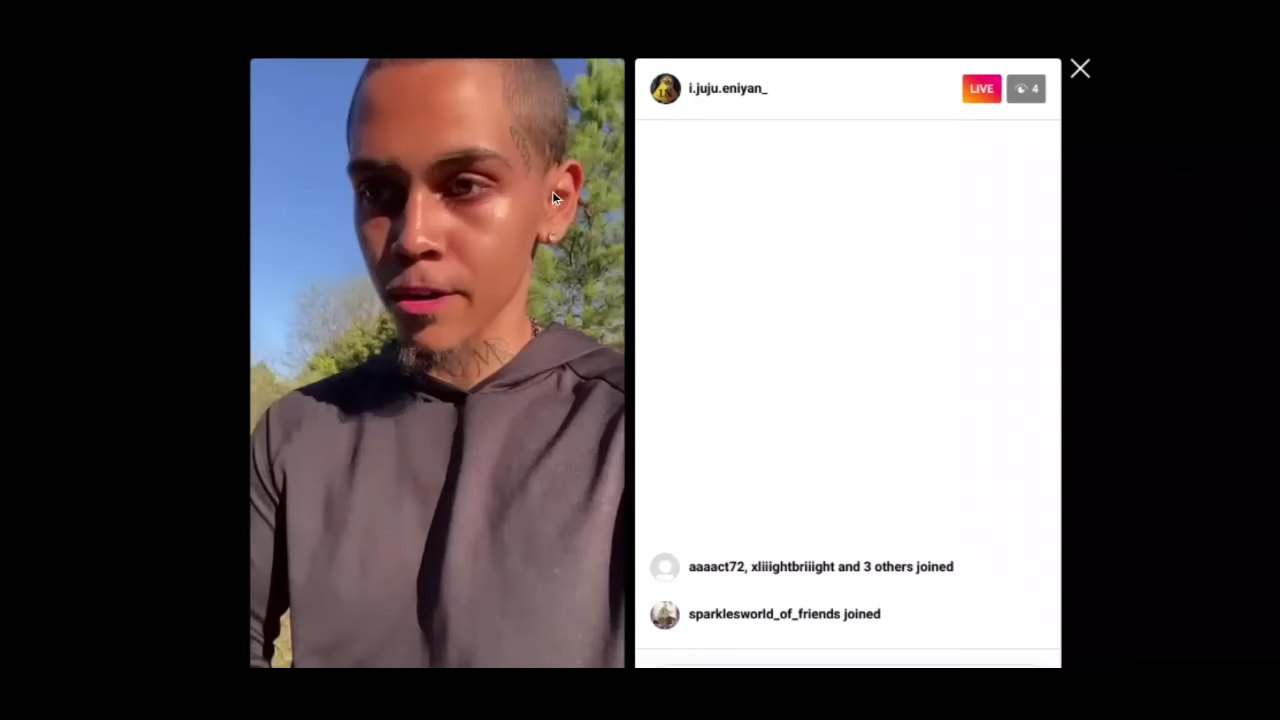 i.juju.eniyan_
LIVE
4
aaaact72, xliiightbriiight and 3 others joined
sparklesworld_of_friends joined